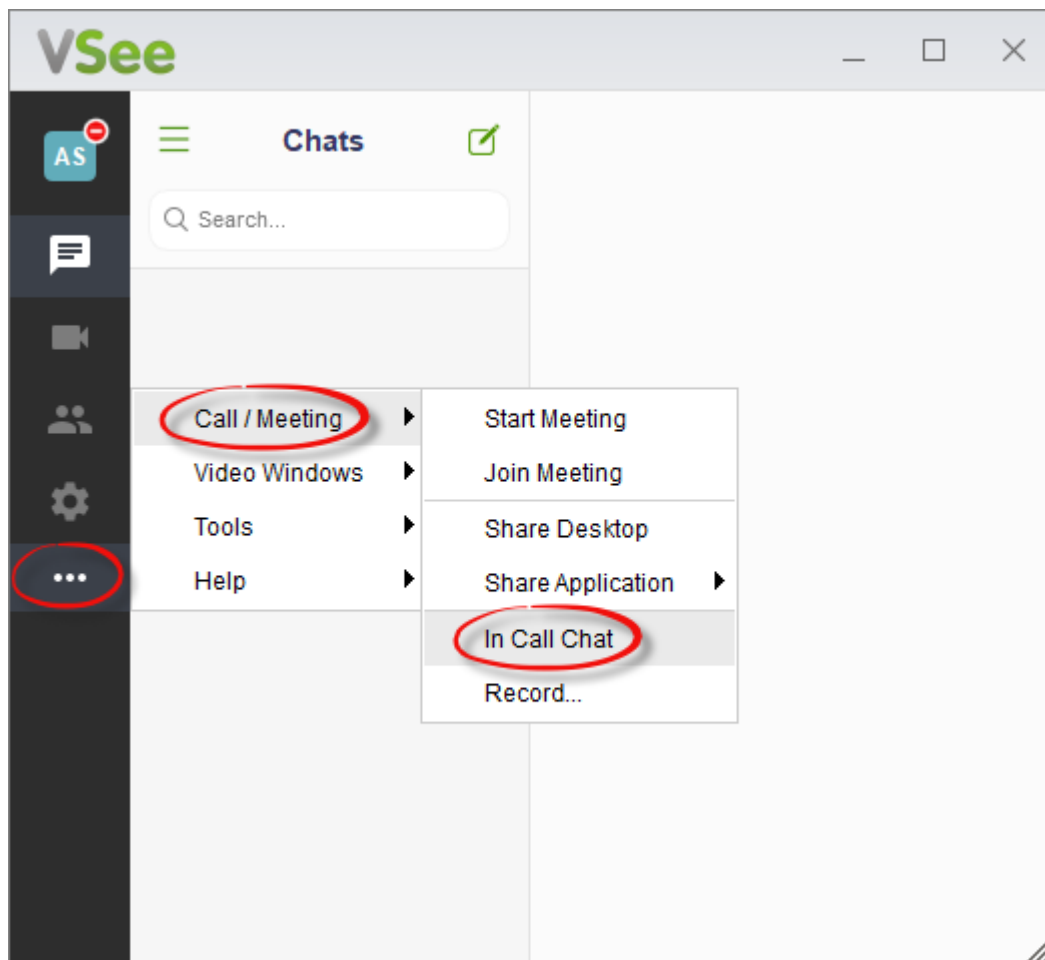 VSee
AS
Chats
Search...
Call / Meeting
Video Windows
Tools
Help
Start Meeting
Join Meeting
Share Desktop
Share Application
In Call Chat
Record...